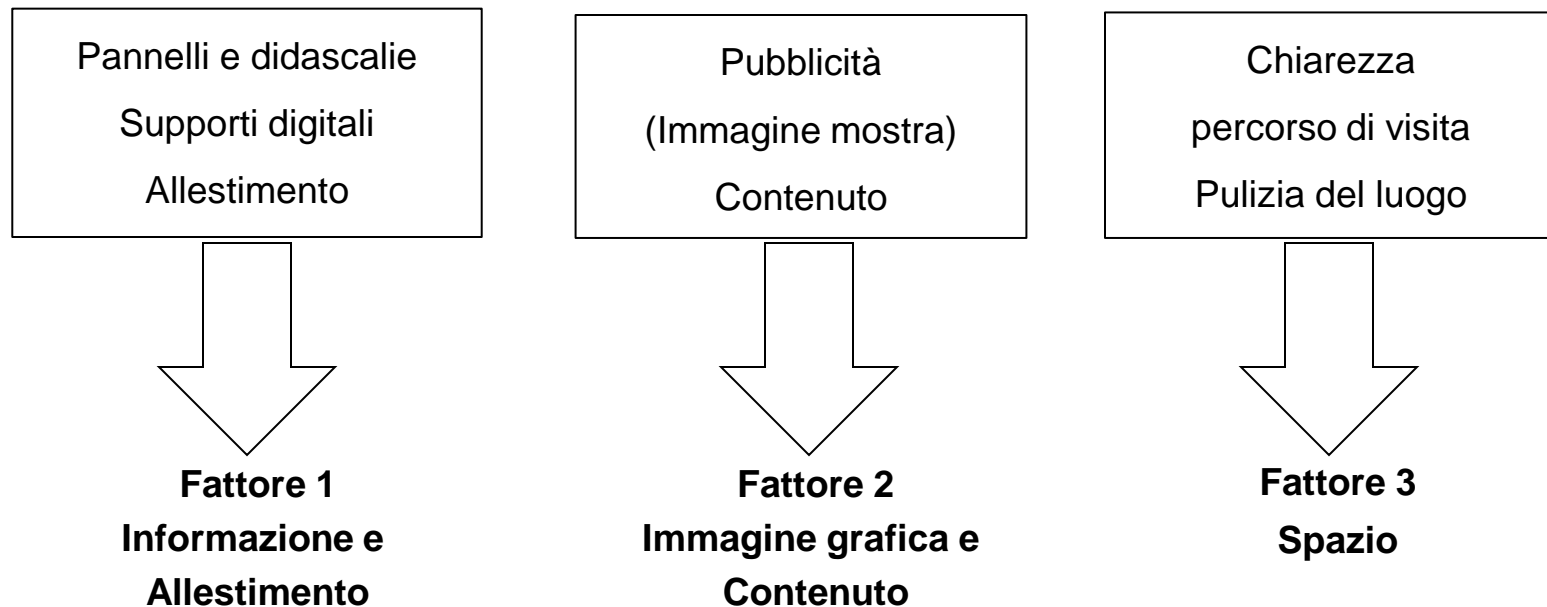 Pannelli e didascalie
Supporti digitali
Allestimento
Pubblicità
(Immagine mostra)
Contenuto
Chiarezza
percorso di visita
Pulizia del luogo
Fattore 1
Informazione e
Allestimento
Fattore 2
Immagine grafica e
Contenuto
Fattore 3
Spazio